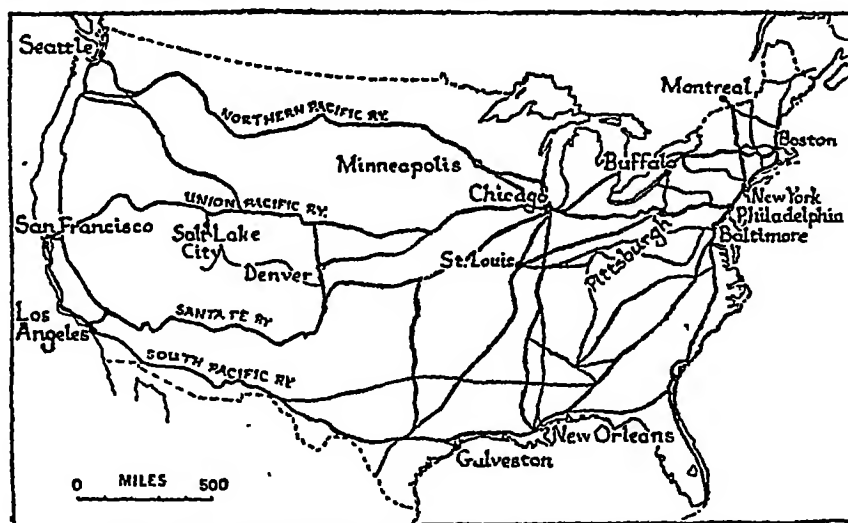 Seattle
Montreal
NORTHERN PACIFIC RY.
Boston
Minneapolis
Buffalo
Chicago
UNION PACIFIC RY.
New York
Philadelphia
Baltimore
San Francisco
Salt Lake
City
Denver
St. Louis
Pittsburgh
Los
Angeles
SANTA FE RY
SOUTH PACIFIC RY.
New Orleans
Galveston
MILES
0 500